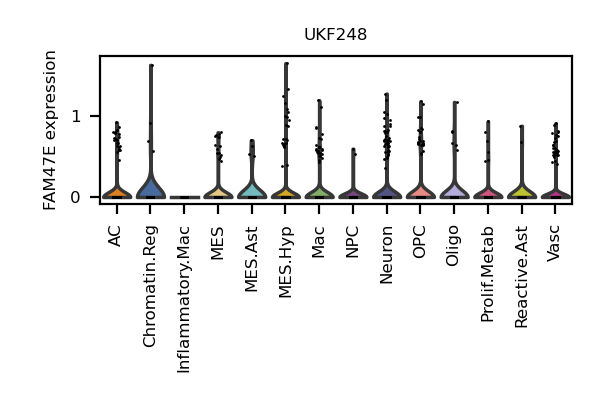 UKF248
FAM47E expression
1
0
AC
Chromatin.Reg
Inflammatory.Mac
MES
MES.Ast
MES.Hyp
Mac
NPC
Neuron
OPC
Oligo
Prolif.Metab
Reactive.Ast
Vasc